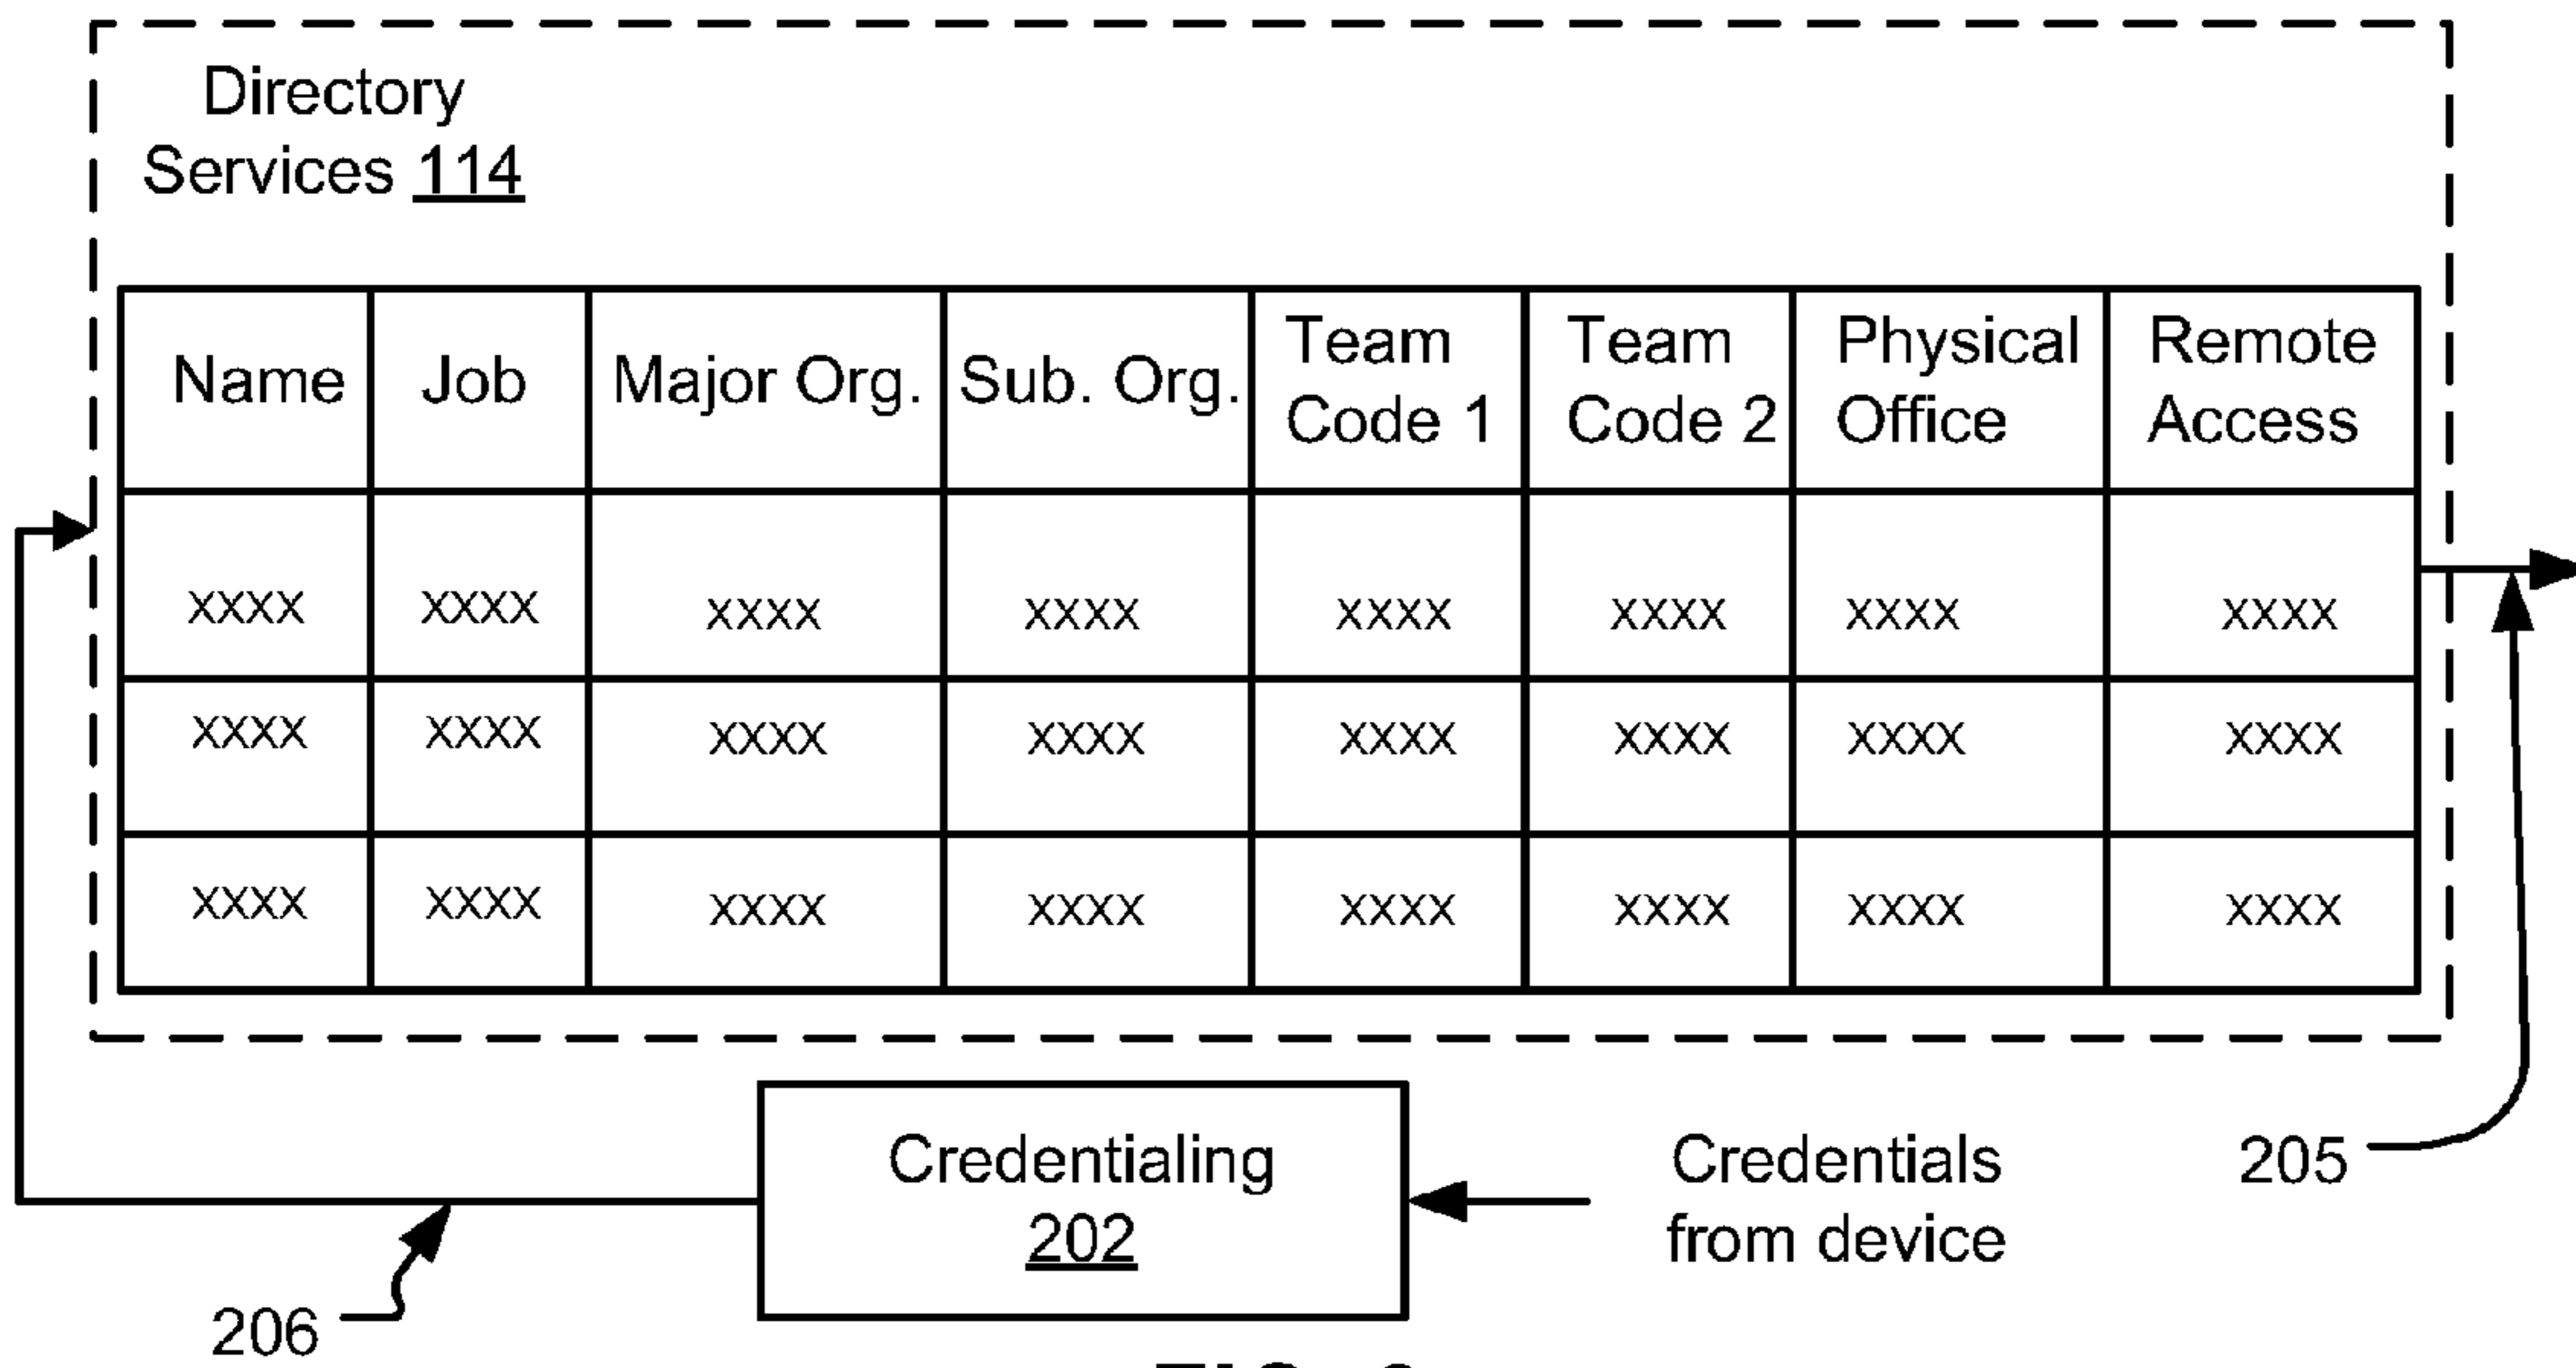 Directory
Services 114
Name Job Major Org. Sub. Org. Team Code 1 Team Code 2 Physical Office Remote Access
xxxx xxxx xxxx xxxx xxxx xxxx xxxx xxxx
xxxx xxxx xxxx xxxx xxxx xxxx xxxx xxxx
xxxx xxxx xxxx xxxx xxxx xxxx xxxx xxxx
Credentialing
202
Credentials
from device
205
206